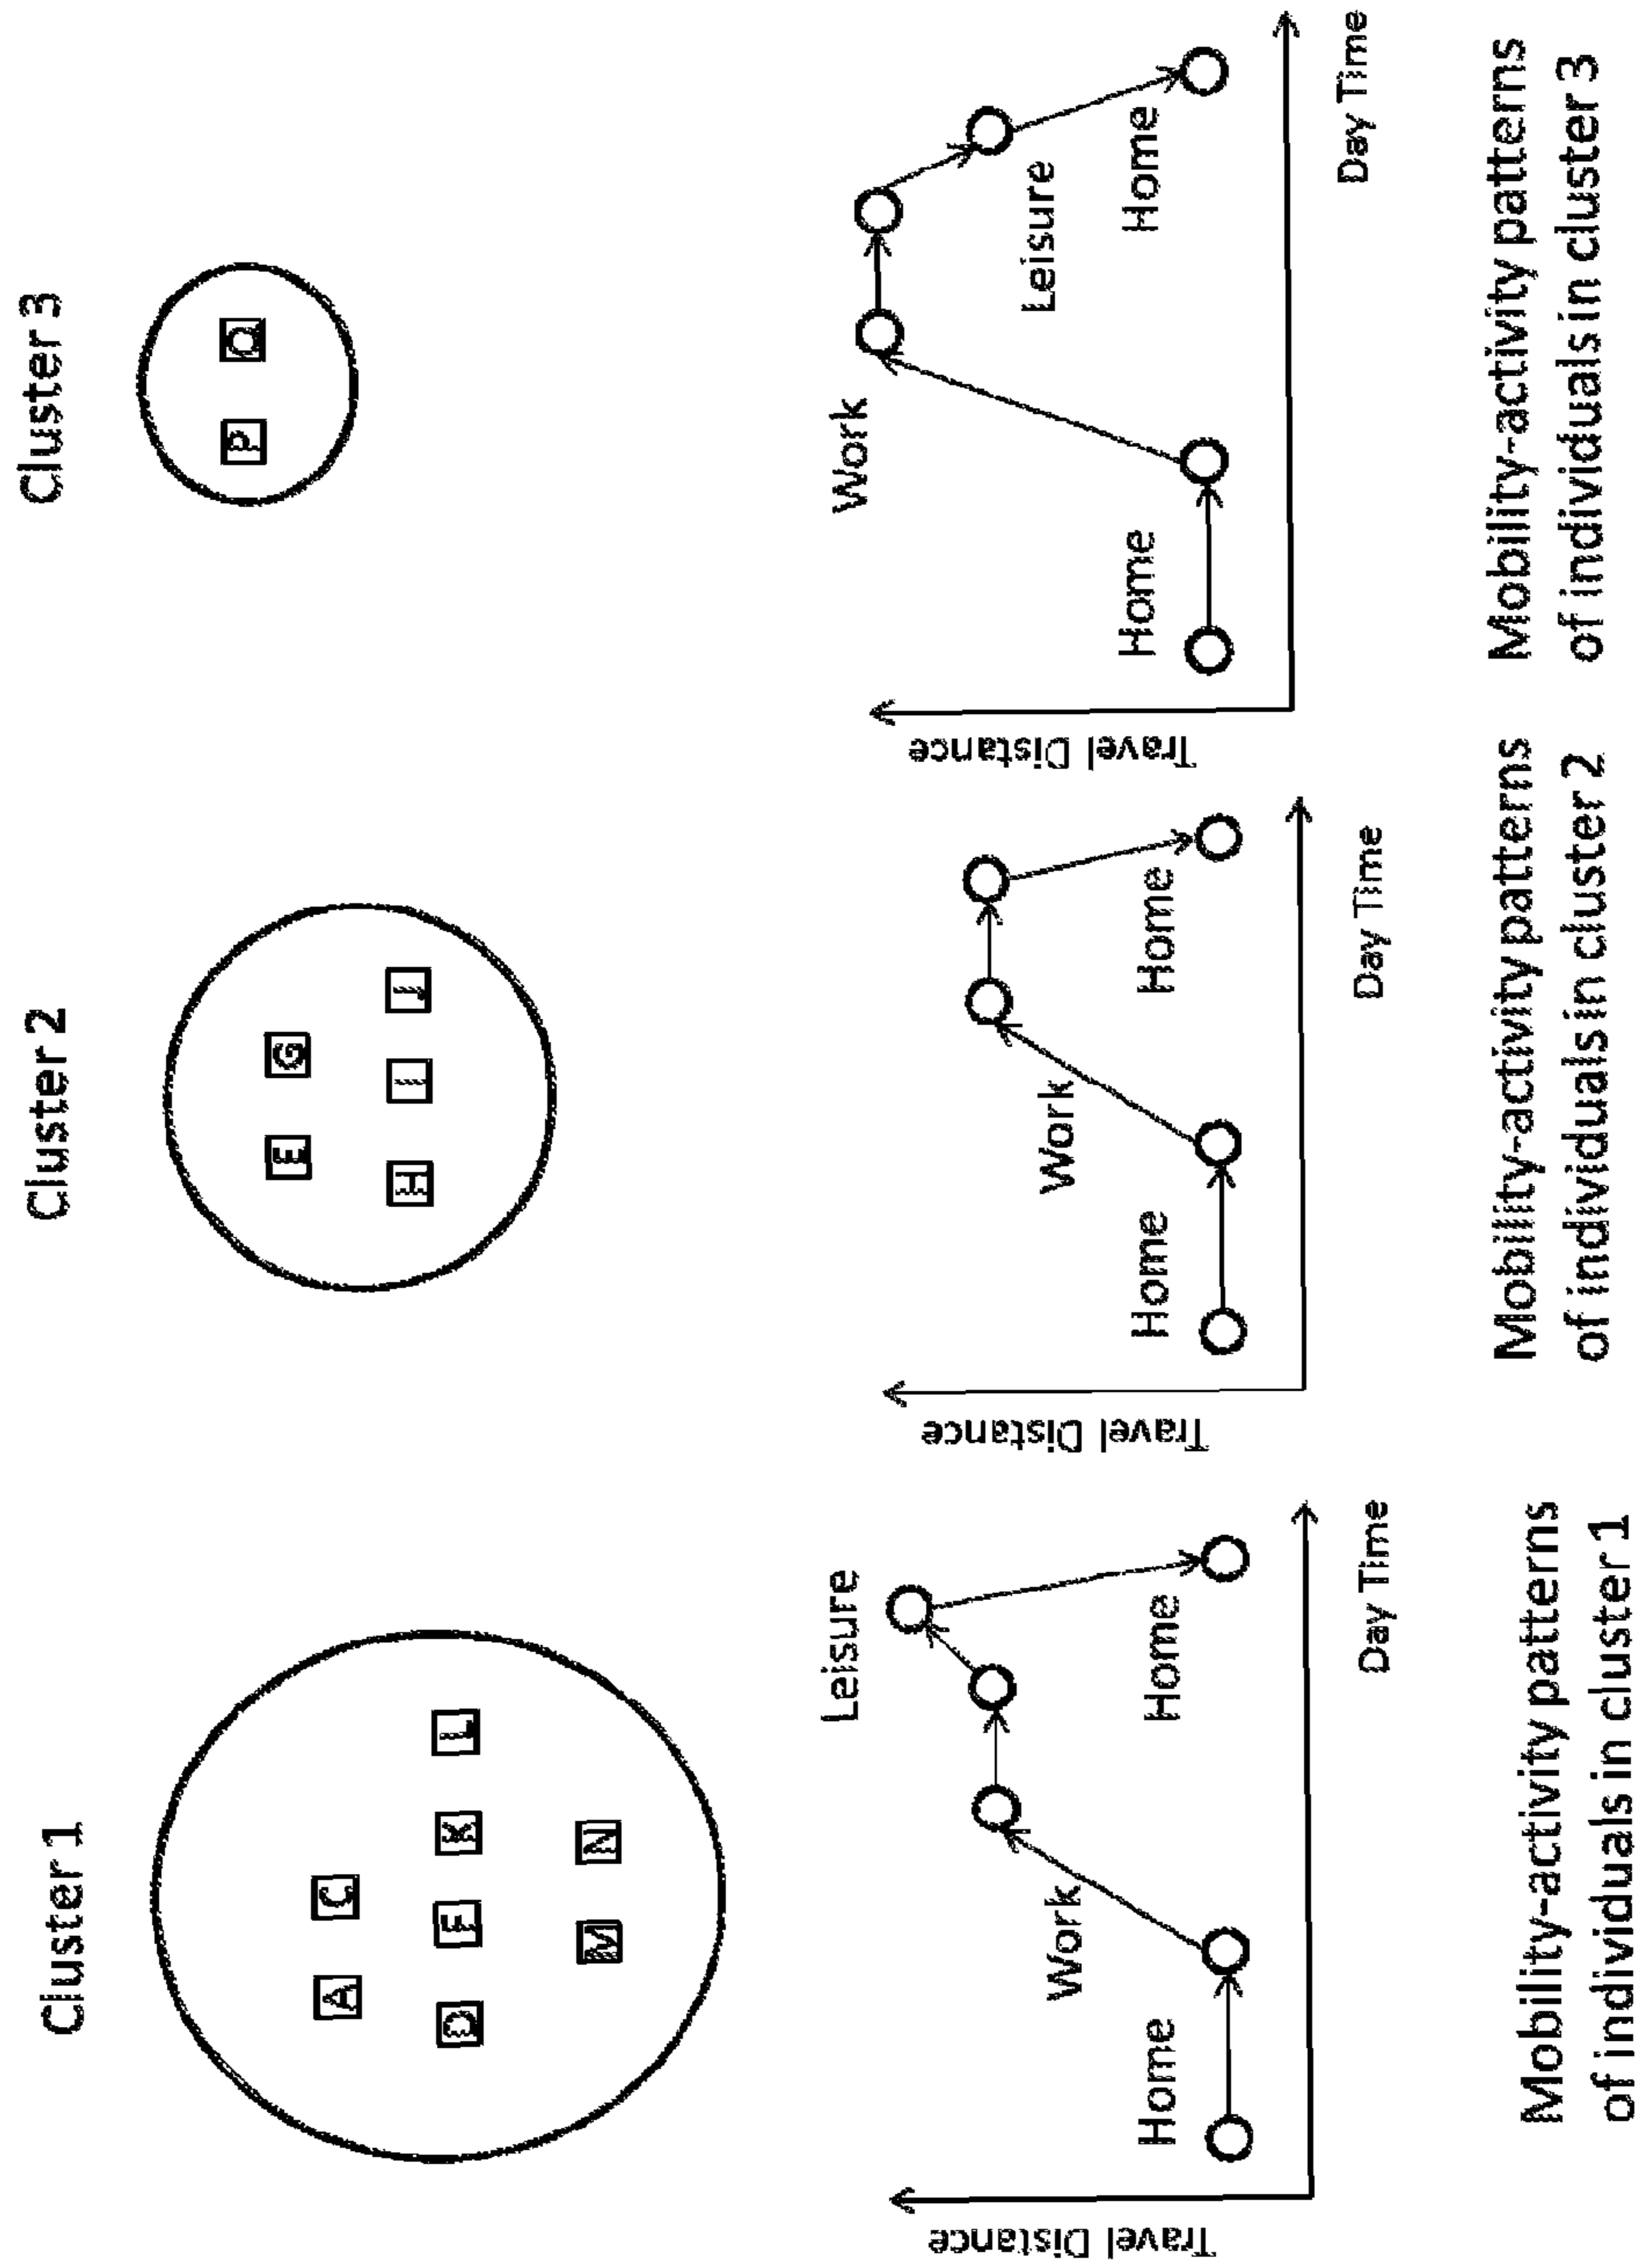 Cluster 1
Cluster 2
Cluster 3
A C
D F K L
M N
E G
H I J
P Q
Travel Distance
Home
Work
Leisure
Home
Day Time
Travel Distance
Home
Work
Home
Day Time
Travel Distance
Home
Work
Leisure
Home
Day Time
Mobility-activity patterns
of individuals in cluster 1
Mobility-activity patterns
of individuals in cluster 2
Mobility-activity patterns
of individuals in cluster 3